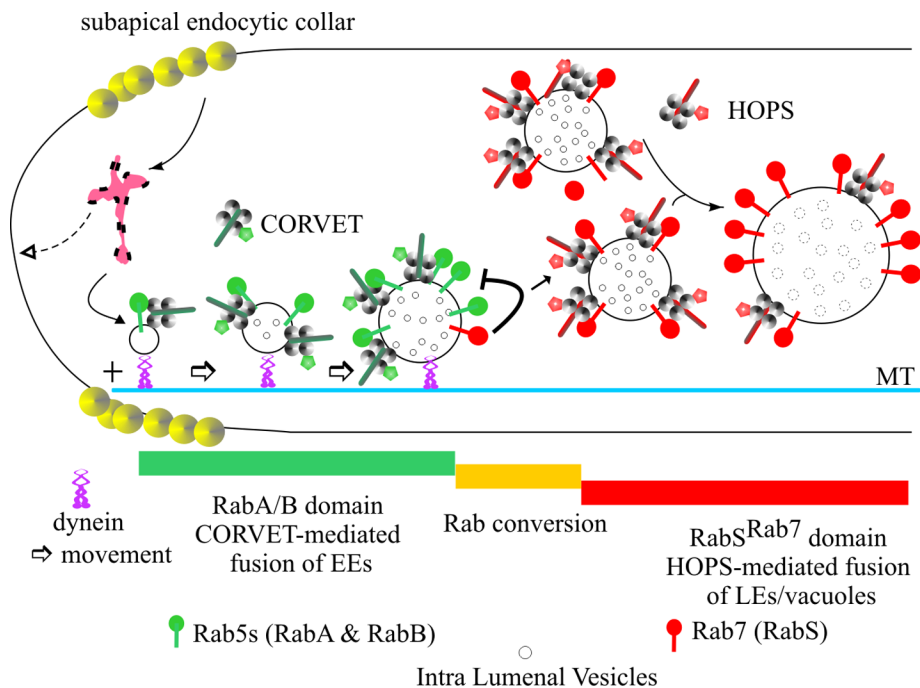 subapical endocytic collar
HOPS
CORVET
+
MT
dynein
⇨ movement
RabA/B domain
CORVET-mediated
fusion of EEs
Rab conversion
RabS^Rab7 domain
HOPS-mediated fusion
of LEs/vacuoles
Rab5s (RabA & RabB)
Rab7 (RabS)
Intra Lumenal Vesicles